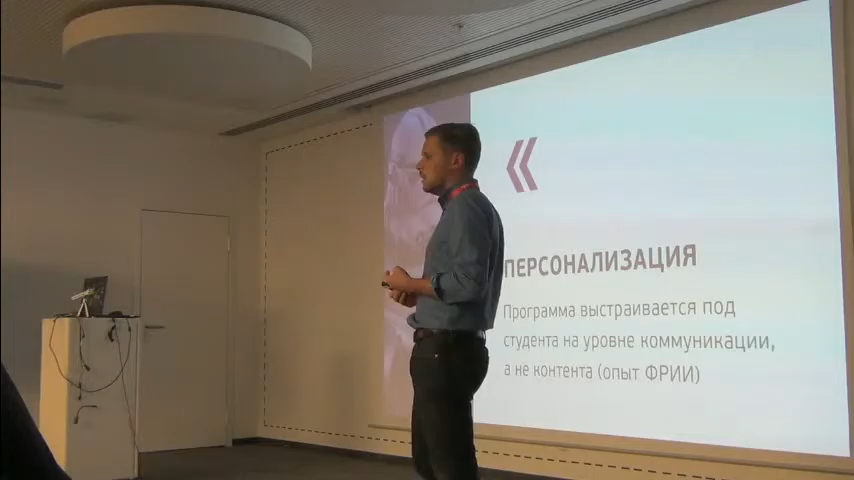 ПЕРСОНАЛИЗАЦИЯ
Программа выстраивается под
студента на уровне коммуникации,
а не контента (опыт ФРИИ)